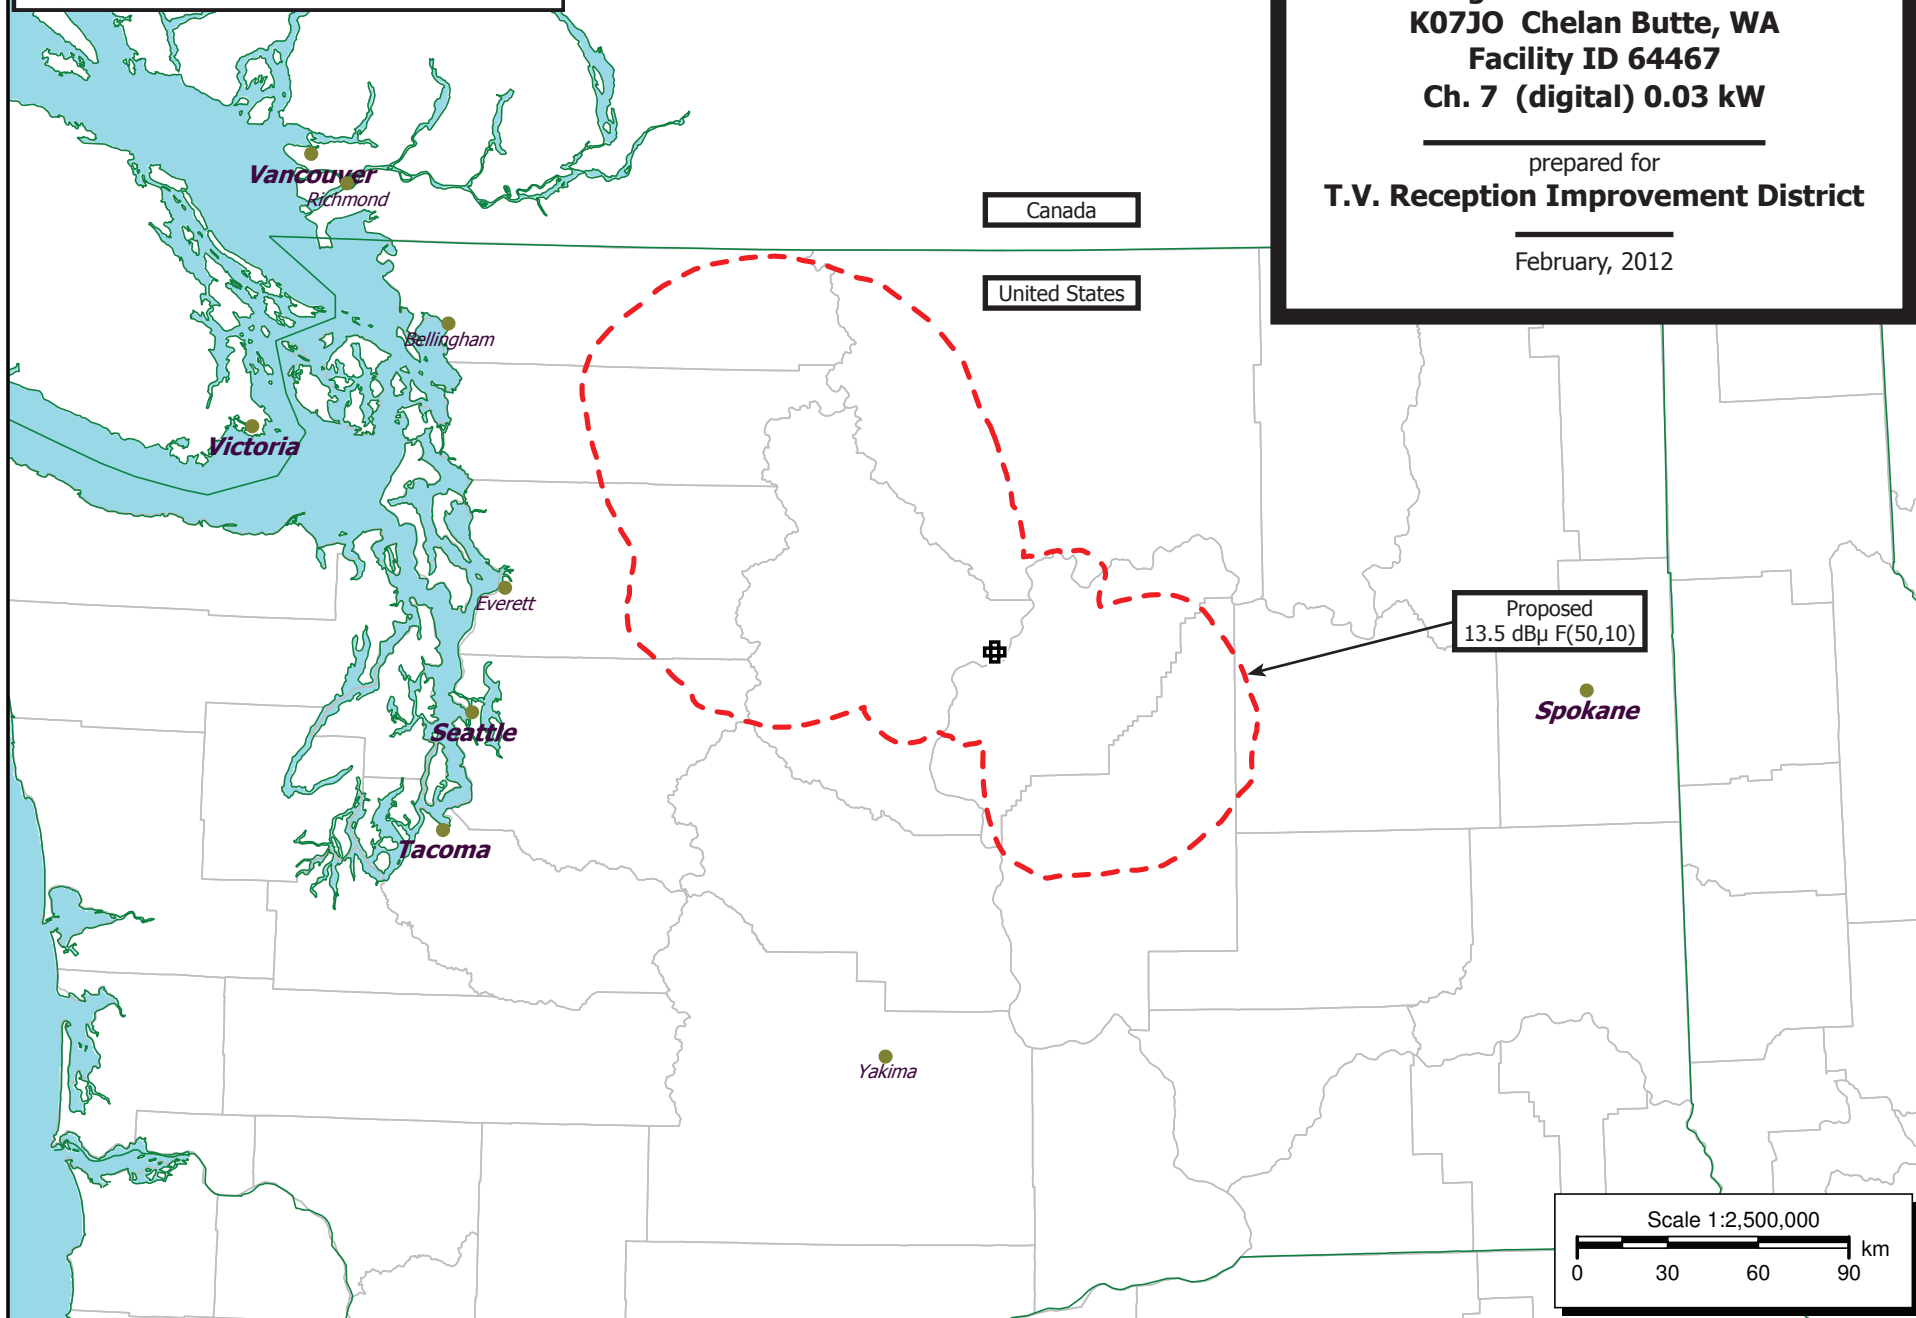 K07JO Chelan Butte, WA
Facility ID 64467
Ch. 7 (digital) 0.03 kW
prepared for
T.V. Reception Improvement District
February, 2012
Vancouver
Richmond
Canada
United States
Bellingham
Victoria
Everett
Proposed
13.5 dBµ F(50,10)
Spokane
Seattle
Tacoma
Yakima
Scale 1:2,500,000
km
0 30 60 90